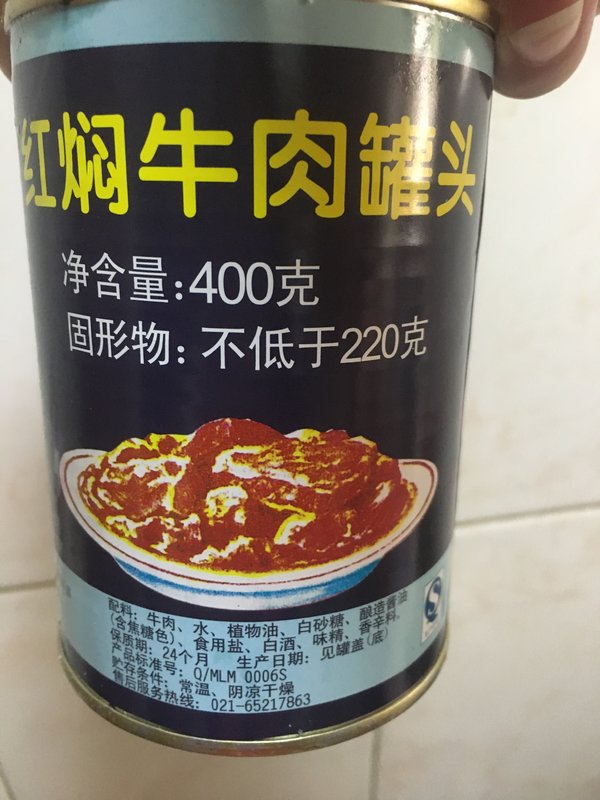 红焖牛肉罐头
净含量:400克
固形物: 不低于220克
配料: 牛肉、水、植物油、白砂糖、酿造酱油
(含焦糖色)、食用盐、白酒、味精、香辛料。
保质期: 24个月 生产日期: 见罐盖(底)
产品标准号: Q/MLM 0006S
贮存条件: 常温、阴凉干燥
售后服务热线: 021-65217863